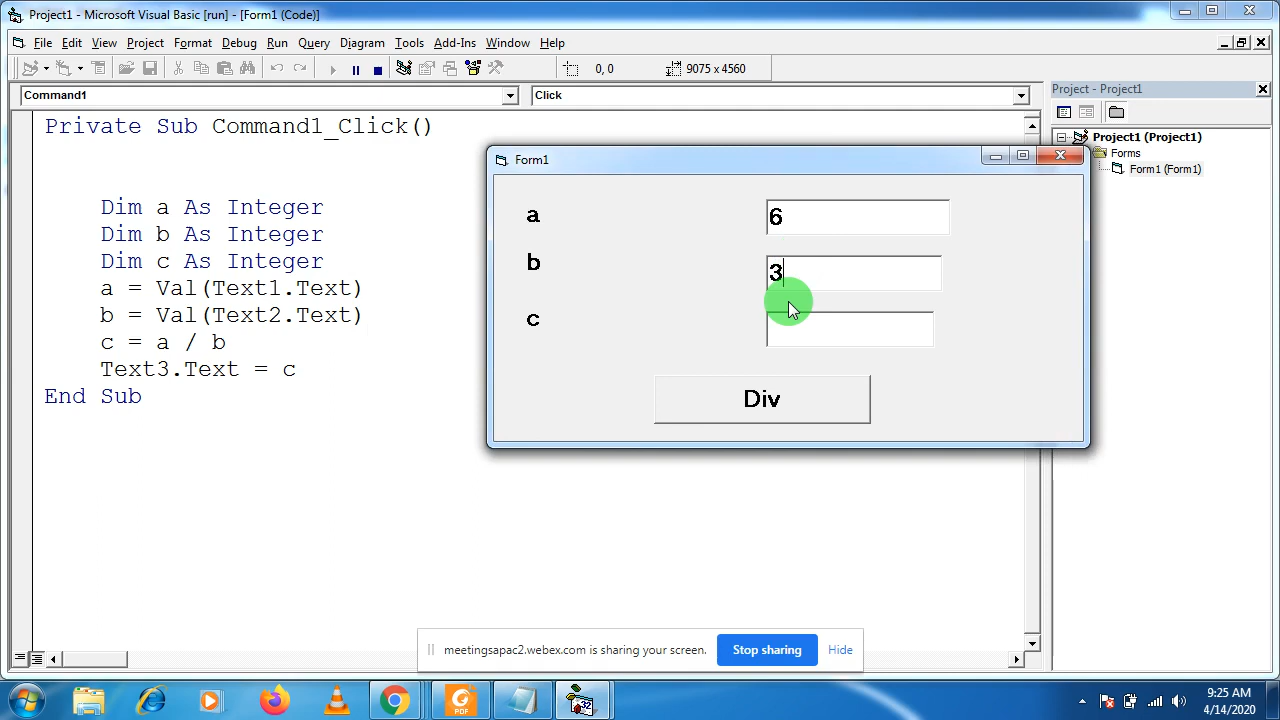 Project1 - Microsoft Visual Basic [run] - [Form1 (Code)]
File Edit View Project Format Debug Run Query Diagram Tools Add-Ins Window Help
0, 0 9075 x 4560
Command1 Click
Project - Project1
Private Sub Command1_Click()
Dim a As Integer
Dim b As Integer
Dim c As Integer
a = Val(Text1.Text)
b = Val(Text2.Text)
c = a / b
Text3.Text = c
End Sub
Form1
a 6
b 3
c
Div
Project1 (Project1)
Forms
Form1 (Form1)
meetingsapac2.webex.com is sharing your screen. Stop sharing Hide
PDF
32
9:25 AM
4/14/2020